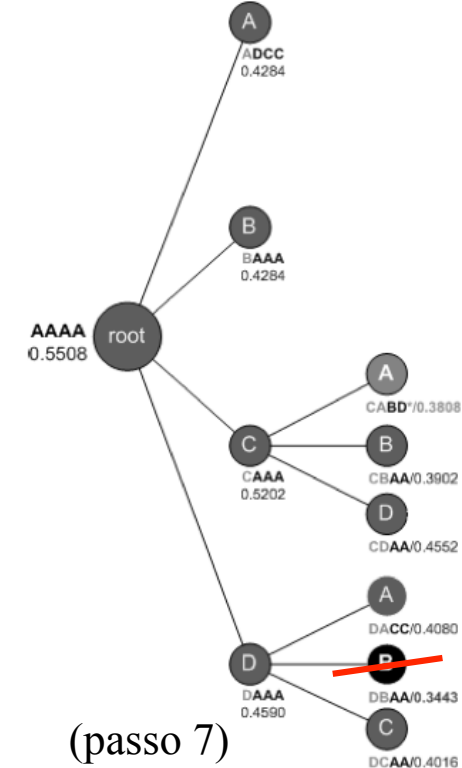 A
ADCC
0.4284
B
BAAA
0.4284
AAAA
0.5508
root
A
CABD*/0.3808
C
CAAA
0.5202
B
CBAA/0.3902
D
CDAA/0.4552
A
DACC/0.4080
D
DAAA
0.4590
B
DBAA/0.3443
C
DCAA/0.4016
(passo 7)